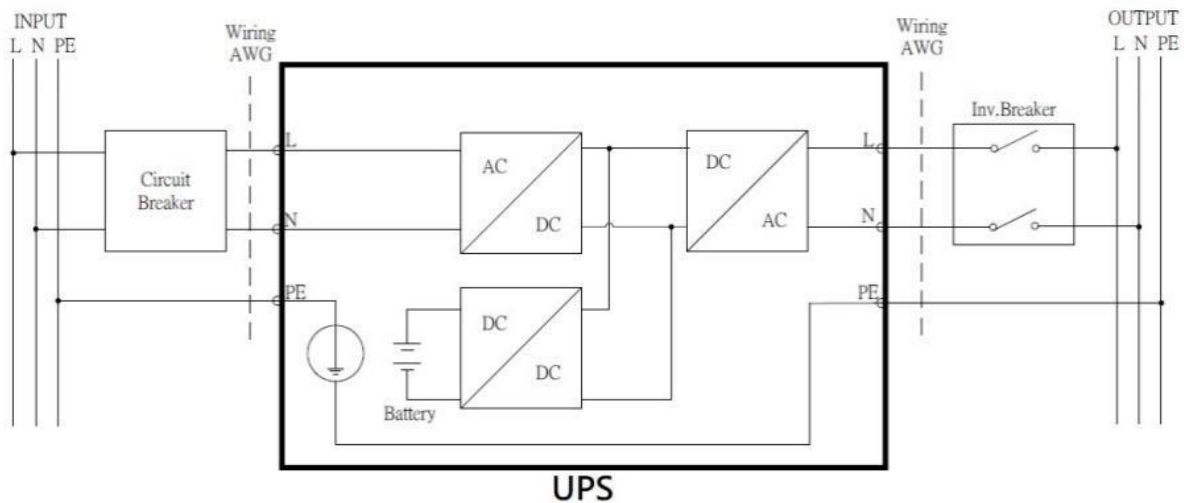 INPUT
L N PE
Wiring
AWG
Wiring
AWG
OUTPUT
L N PE
Inv.Breaker
Circuit
Breaker
L
N
PE
AC
DC
DC
AC
DC
DC
Battery
L
N
PE
UPS